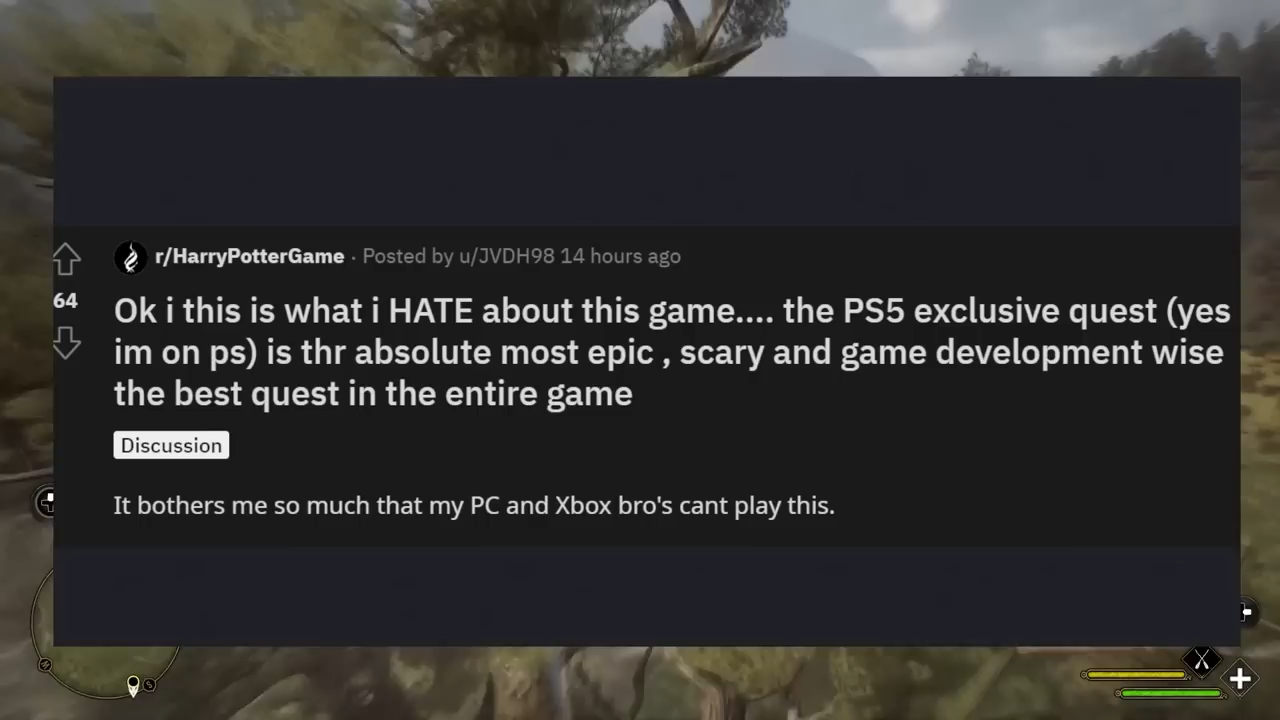 r/HarryPotterGame · Posted by u/JVDH98 14 hours ago
64
Ok i this is what i HATE about this game.... the PS5 exclusive quest (yes
im on ps) is thr absolute most epic , scary and game development wise
the best quest in the entire game
Discussion
It bothers me so much that my PC and Xbox bro's cant play this.